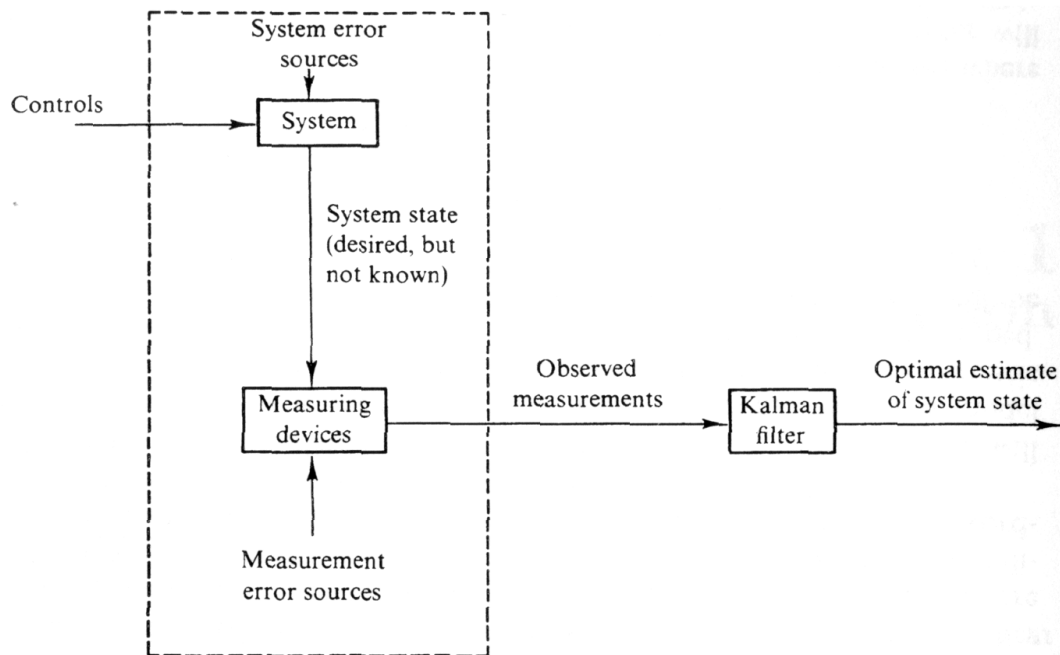 System error
sources
Controls
System
System state
(desired, but
not known)
Measuring
devices
Measurement
error sources
Observed
measurements
Kalman
filter
Optimal estimate
of system state